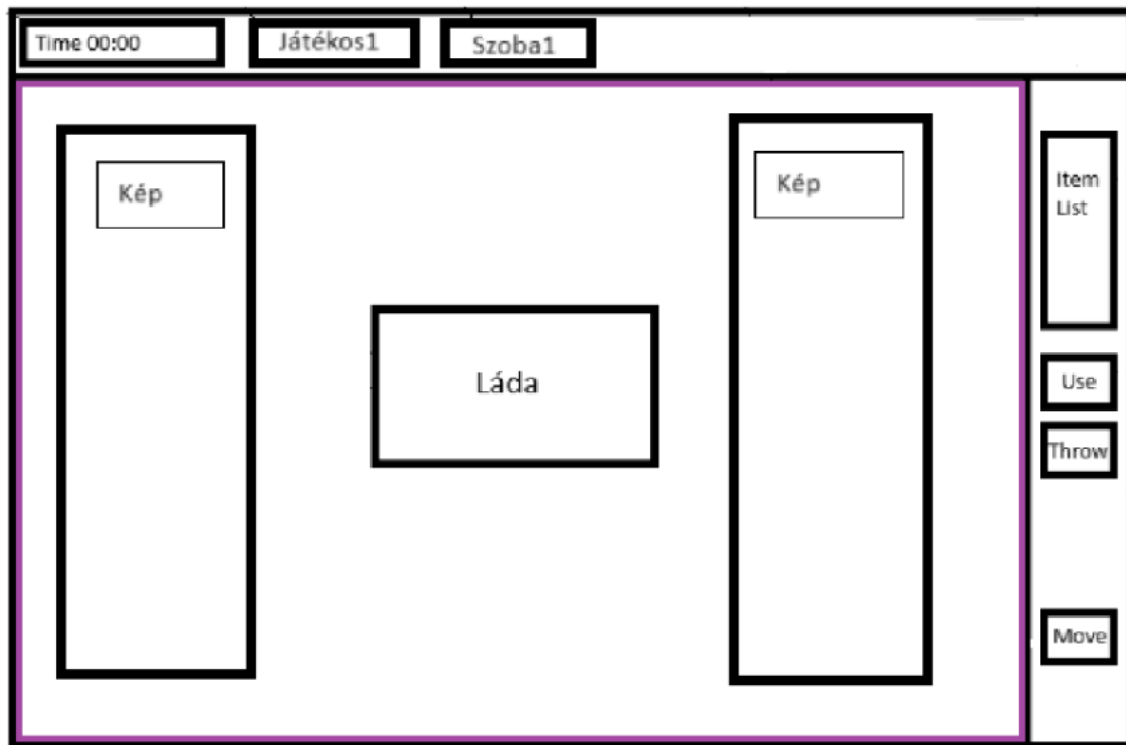 Time 00:00
Játékos1
Szoba1
Kép
Kép
Item
List
Láda
Use
Throw
Move